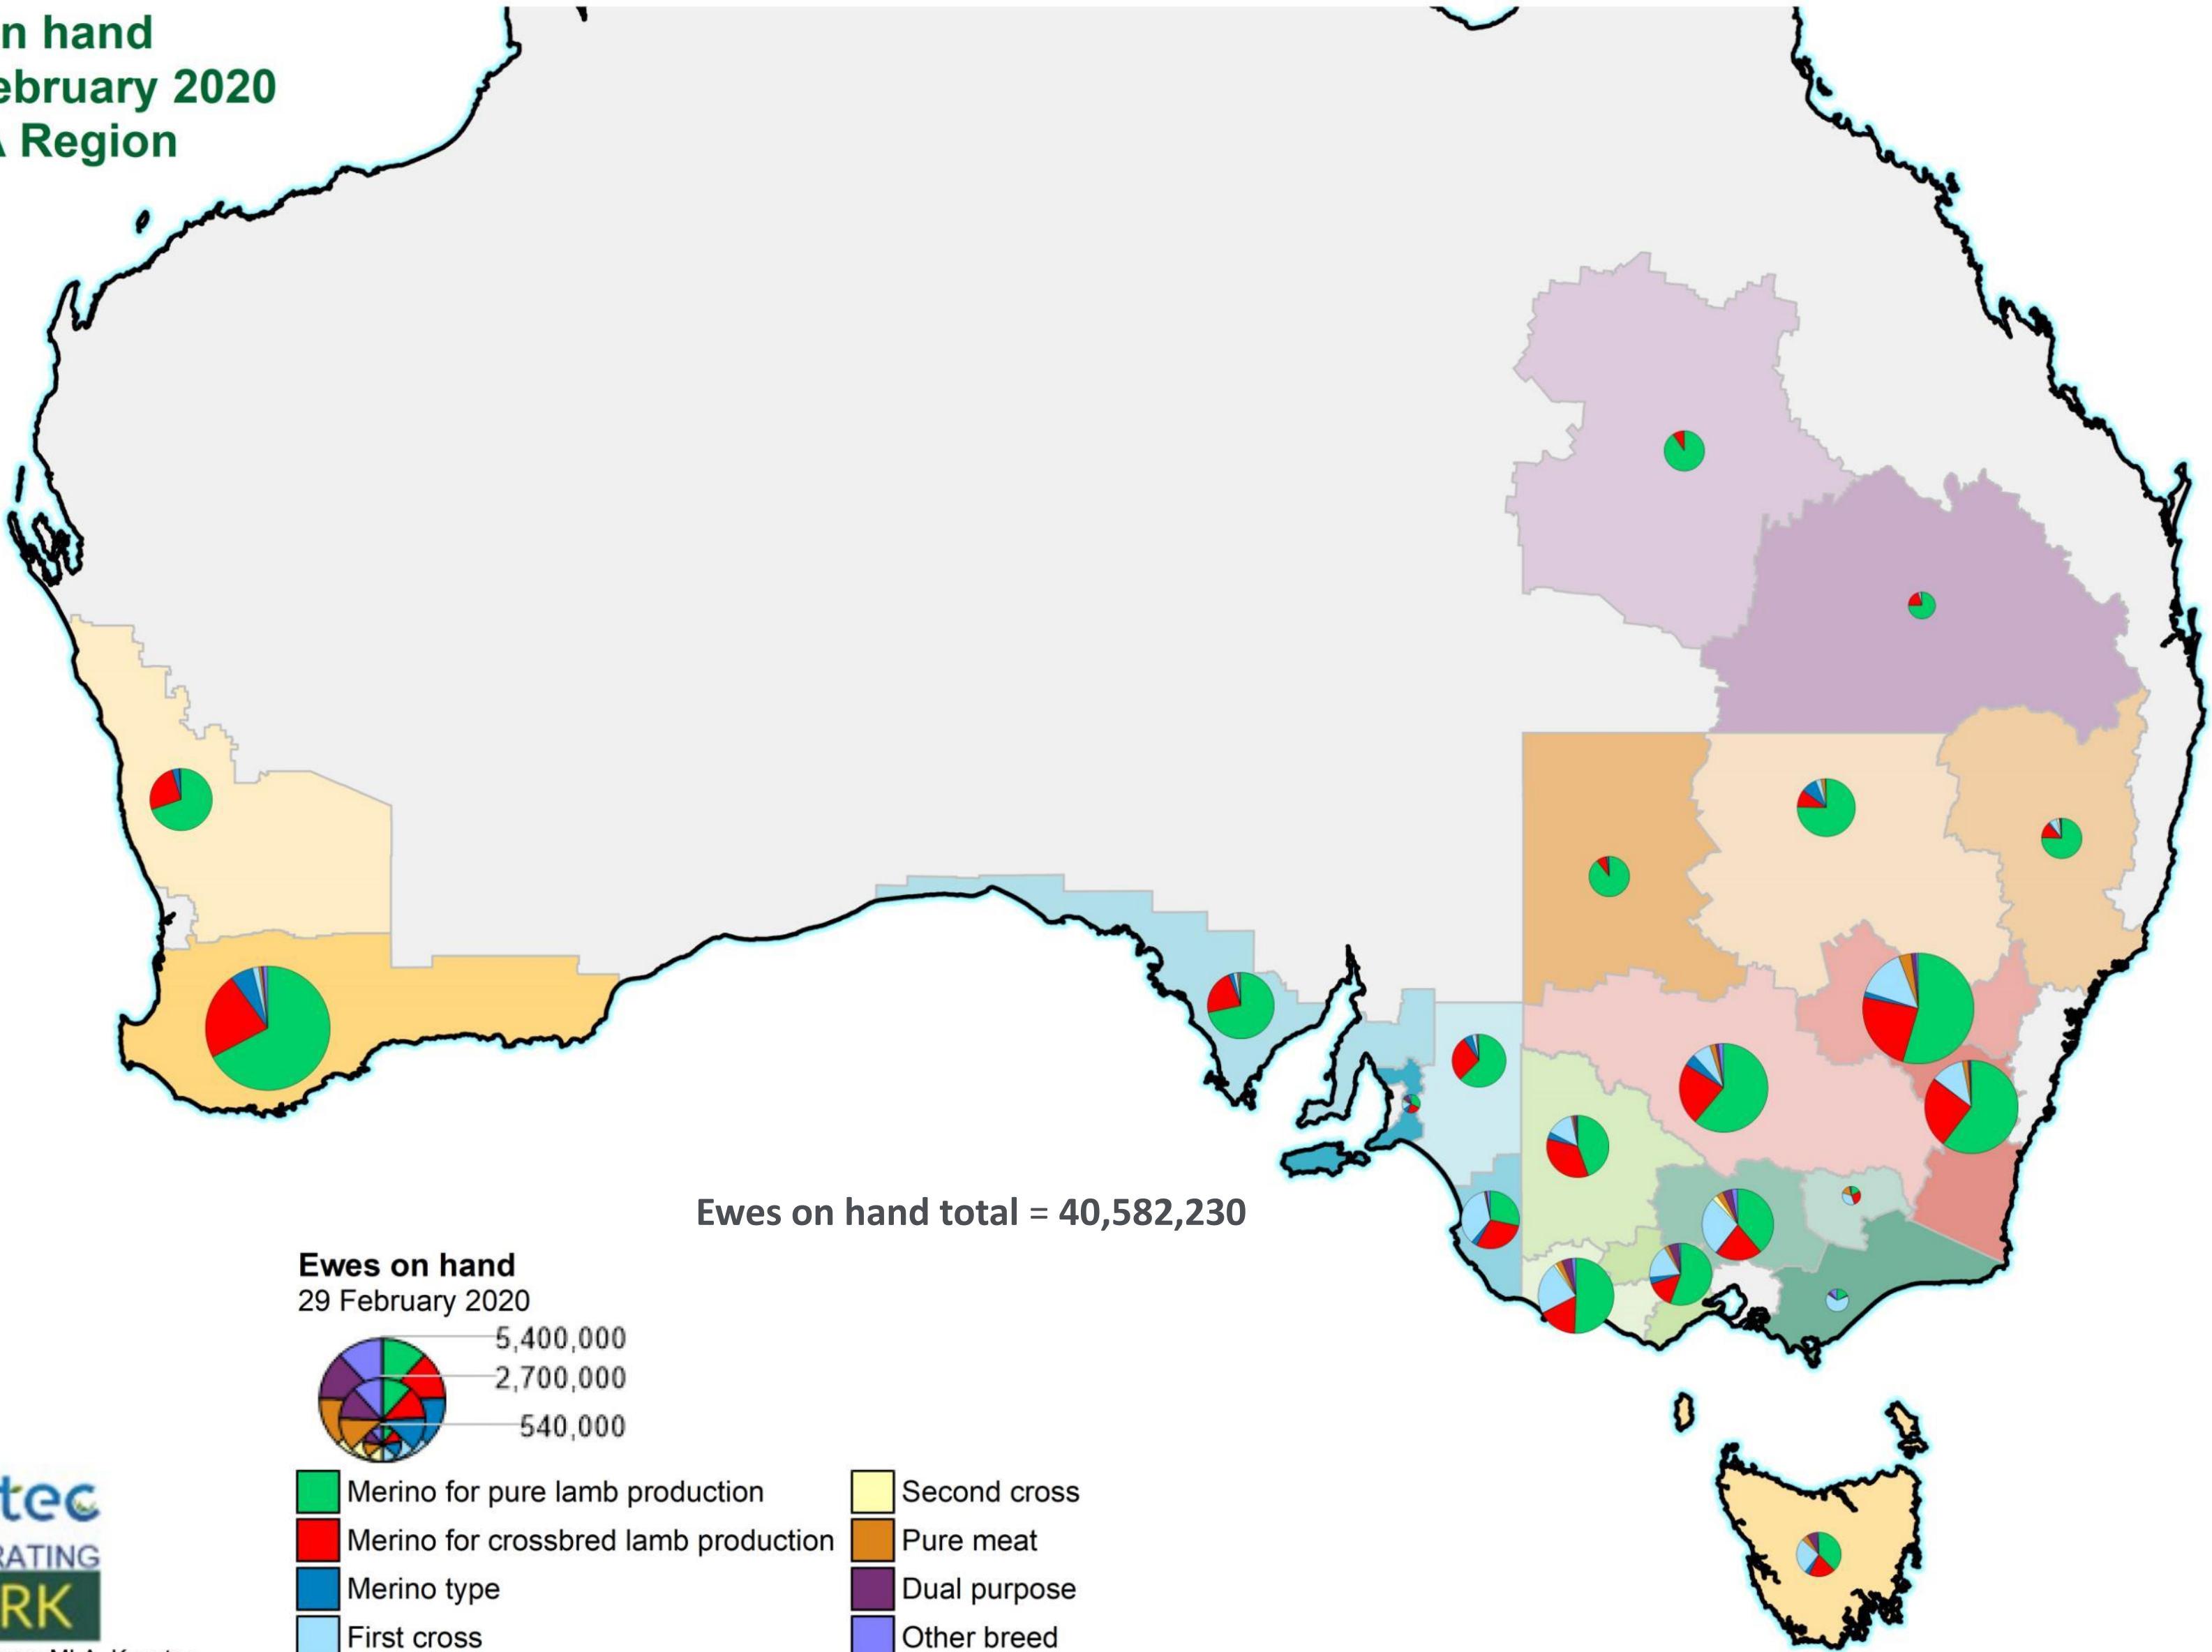 n hand
ebruary 2020
Region
Ewes on hand total = 40,582,230
Ewes on hand
29 February 2020
5,400,000
2,700,000
540,000
Merino for pure lamb production
Merino for crossbred lamb production
Merino type
First cross
Second cross
Pure meat
Dual purpose
Other breed
tec
RATING
RK